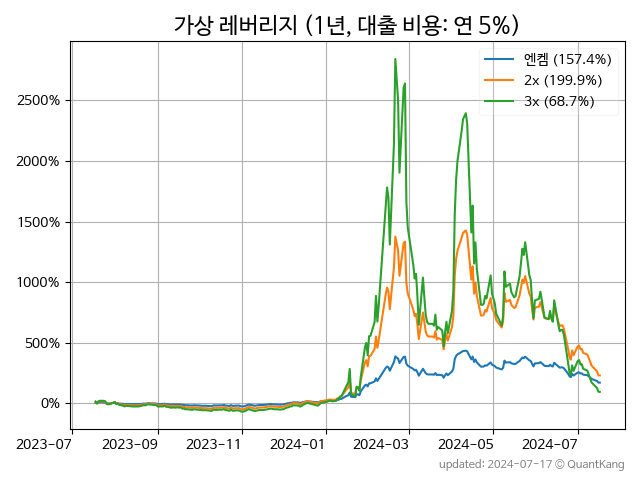 가상 레버리지 (1년, 대출 비용: 연 5%)
엔켐 (157.4%)
2x (199.9%)
3x (68.7%)
2500%
2000%
1500%
1000%
500%
0%
2023-07 2023-09 2023-11 2024-01 2024-03 2024-05 2024-07
updated: 2024-07-17 © QuantKang